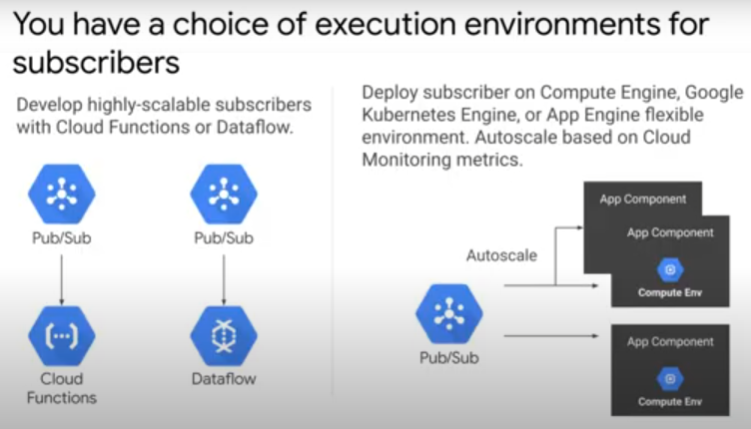 You have a choice of execution environments for
subscribers
Develop highly-scalable subscribers
with Cloud Functions or Dataflow.
Pub/Sub
Pub/Sub
Cloud
Functions
Dataflow
Deploy subscriber on Compute Engine, Google
Kubernetes Engine, or App Engine flexible
environment. Autoscale based on Cloud
Monitoring metrics.
App Component
App Component
Autoscale
Compute Env
Pub/Sub
App Component
Compute Env